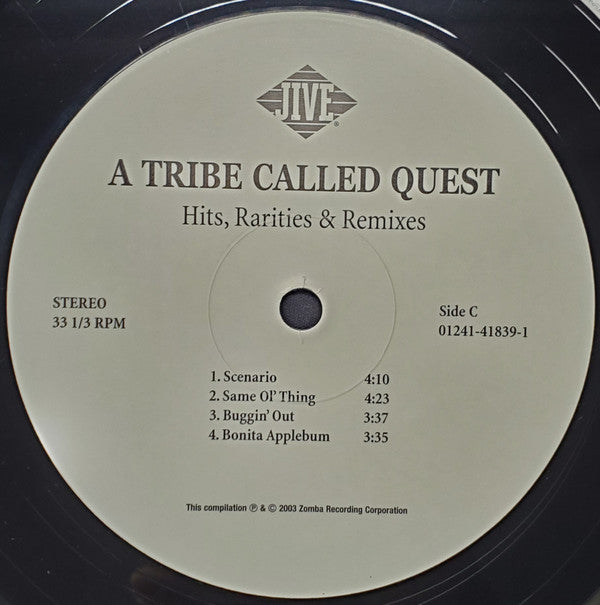 JIVE
®
A TRIBE CALLED QUEST
Hits, Rarities & Remixes
STEREO
33 1/3 RPM
Side C
01241-41839-1
1. Scenario 4:10
2. Same Ol' Thing 4:23
3. Buggin' Out 3:37
4. Bonita Applebum 3:35
This compilation ℗ & © 2003 Zomba Recording Corporation